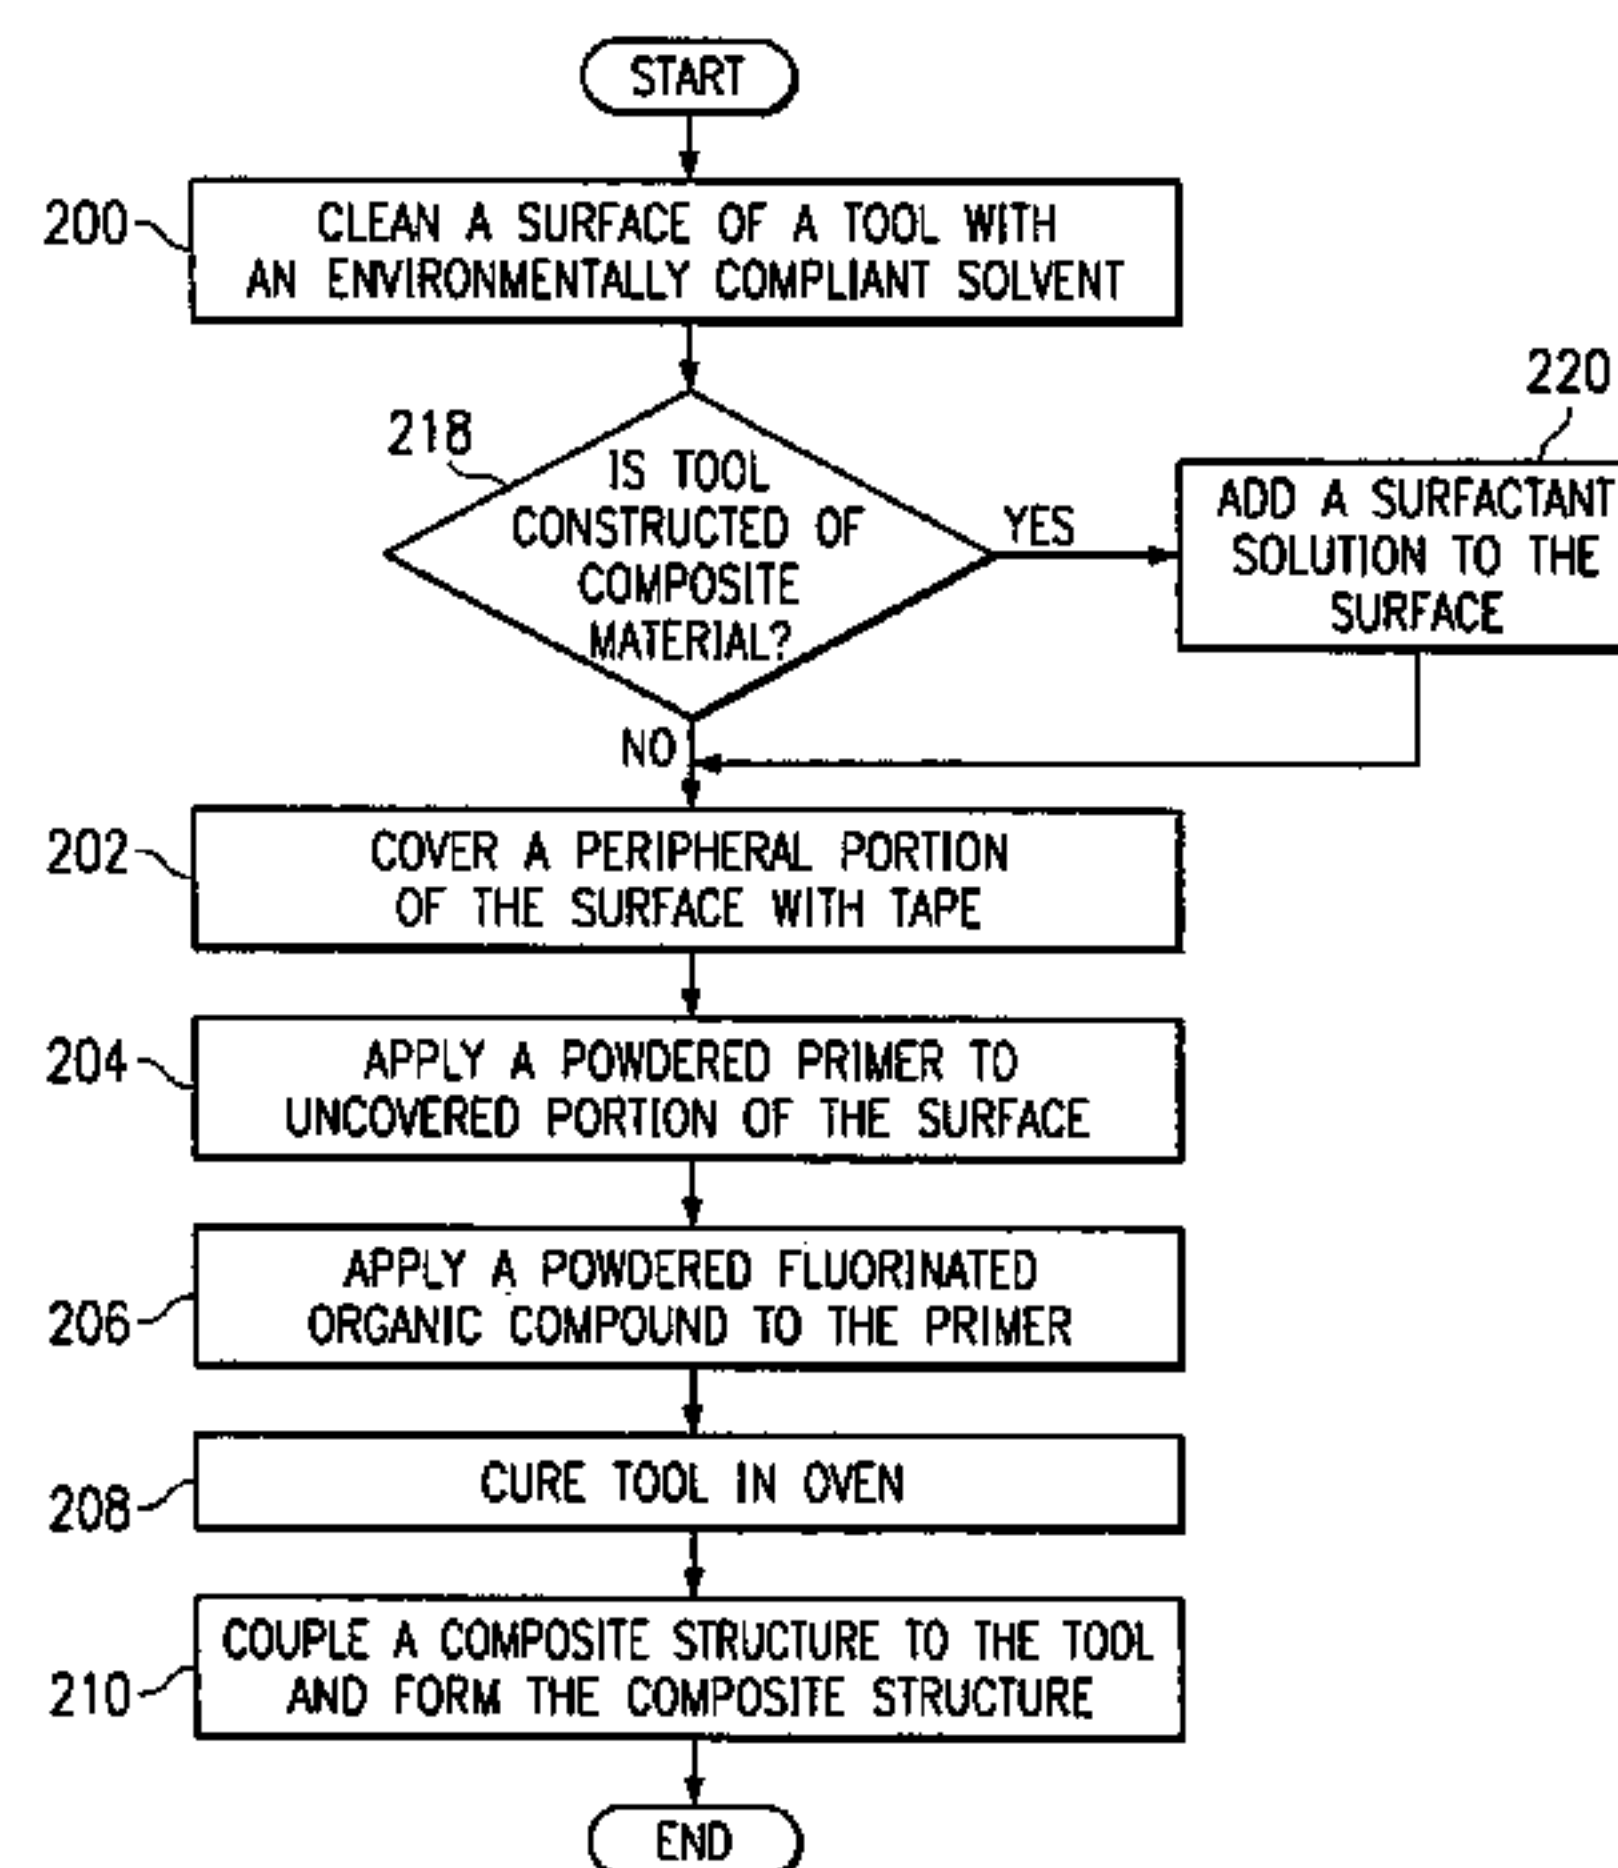 START
200
CLEAN A SURFACE OF A TOOL WITH
AN ENVIRONMENTALLY COMPLIANT SOLVENT
218
IS TOOL
CONSTRUCTED OF
COMPOSITE
MATERIAL?
YES
220
ADD A SURFACTANT
SOLUTION TO THE
SURFACE
NO
202
COVER A PERIPHERAL PORTION
OF THE SURFACE WITH TAPE
204
APPLY A POWDERED PRIMER TO
UNCOVERED PORTION OF THE SURFACE
206
APPLY A POWDERED FLUORINATED
ORGANIC COMPOUND TO THE PRIMER
208
CURE TOOL IN OVEN
210
COUPLE A COMPOSITE STRUCTURE TO THE TOOL
AND FORM THE COMPOSITE STRUCTURE
END